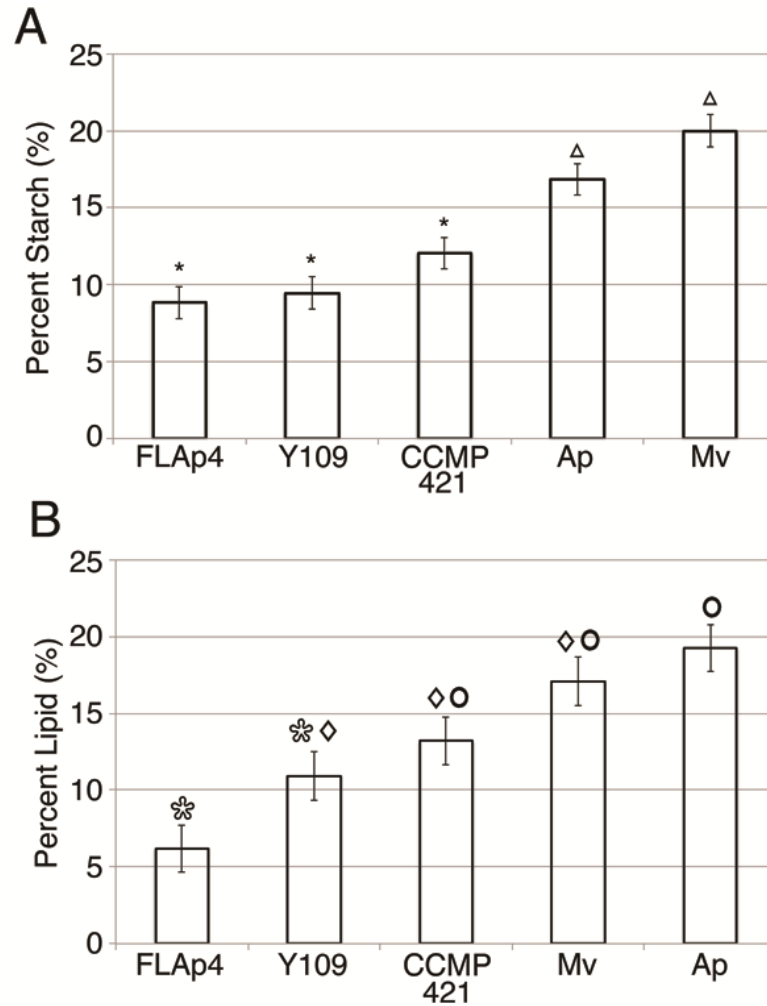 A
Percent Starch (%)
25
20
15
10
5
0
* * * △ △
FLAp4 Y109 CCMP 421 Ap Mv
B
Percent Lipid (%)
25
20
15
10
5
0
FLAp4 Y109 CCMP 421 Mv Ap